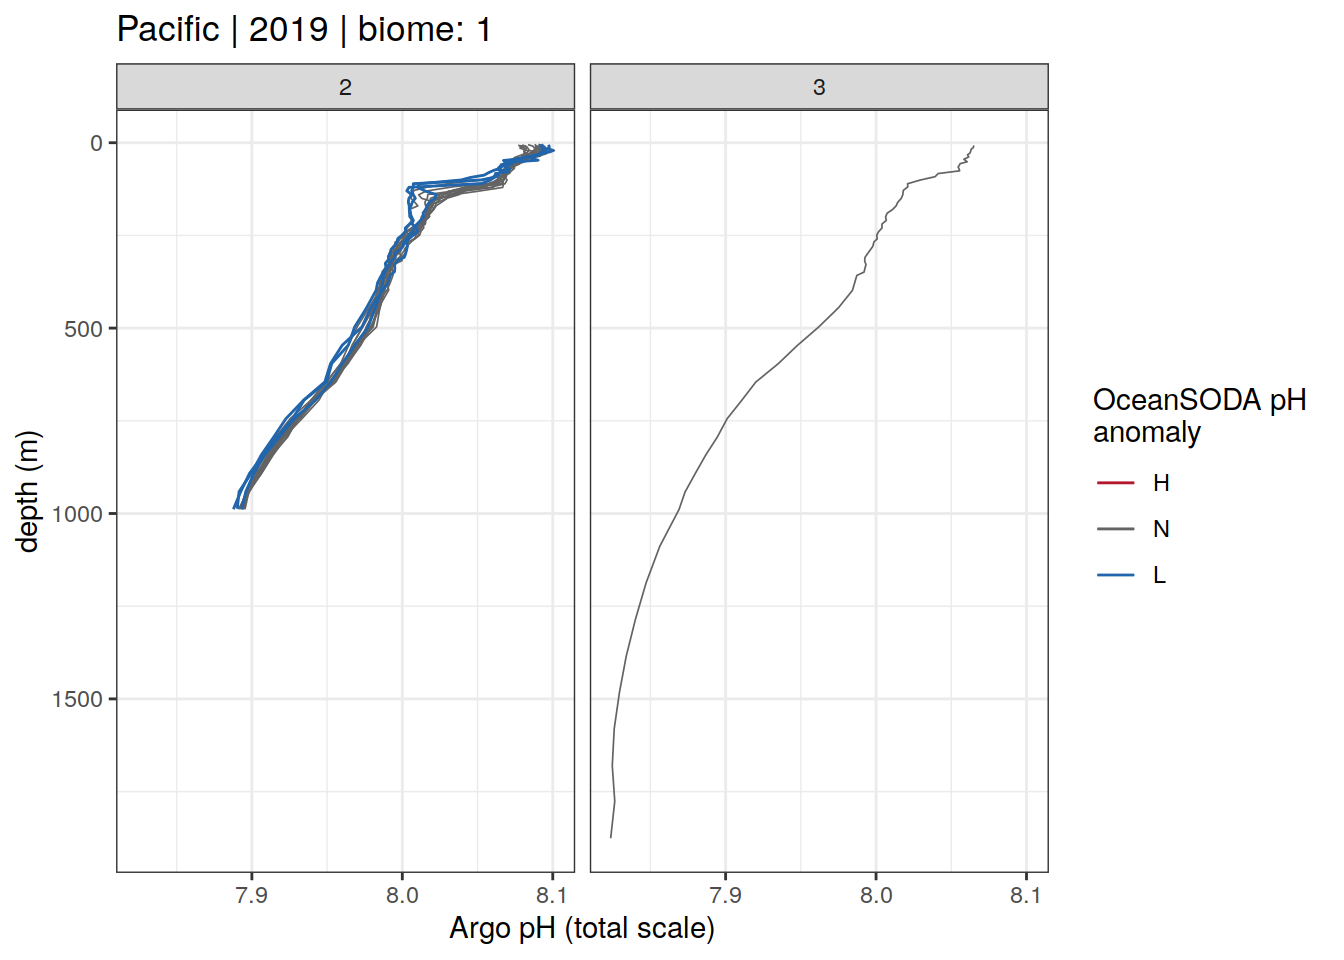 Pacific | 2019 | biome: 1
2
3
0
500
1000
1500
depth (m)
7.9
8.0
8.1
7.9
8.0
8.1
Argo pH (total scale)
OceanSODA pH
anomaly
H
N
L